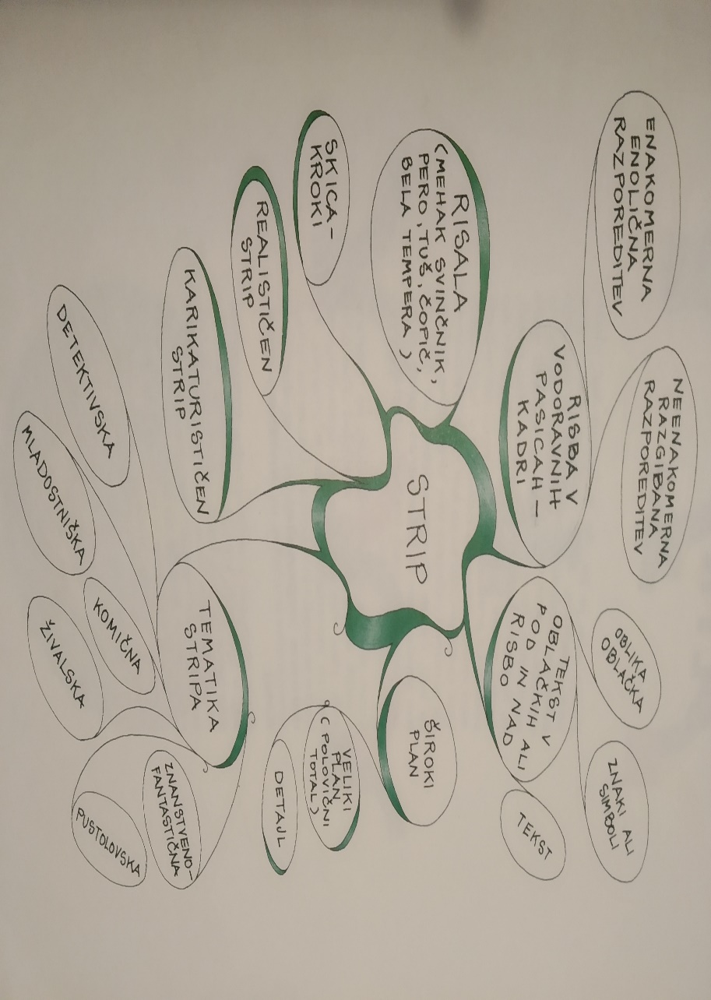 STRIP
RISALA
(MEHAK SVINČNIK,
PERO, TUŠ, ČOPIČ,
BELA TEMPERA)
RISBA V
VODORAVNIH
PASICAH –
KADRI
ENAKOMERNA
ENOLIČNA
RAZPOREDITEV
NEENAKOMERNA
RAZGIBANA
RAZPOREDITEV
TEKST V
OBLAČKIH ALI
POD IN NAD
RISBO
OBLIKA
OBLAČKA
ZNAKI ALI
SIMBOLI
TEKST
ŠIROKI
PLAN
VELIKI
PLAN
(POLOVIČNI
TOTAL)
DETAJL
TEMATIKA
STRIPA
ZNANSTVENO-
FANTASTIČNA
PUSTOLOVSKA
ŽIVALSKA
KOMIČNA
MLADOSTNIŠKA
DETEKTIVSKA
KARIKATURISTIČEN
STRIP
REALISTIČEN
STRIP
SKICA –
KROKI